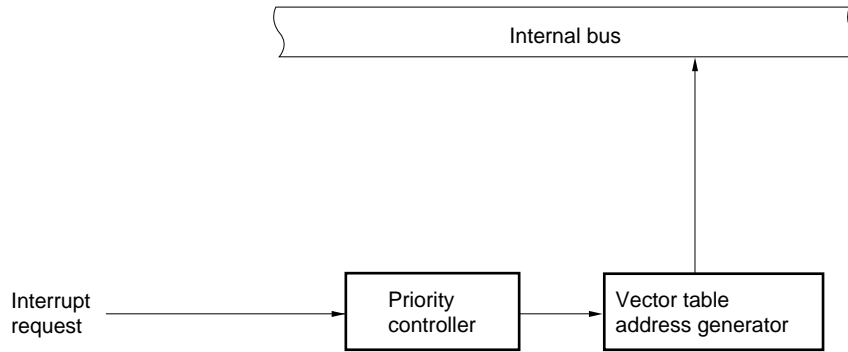 Internal bus
Interrupt
request
Priority
controller
Vector table
address generator